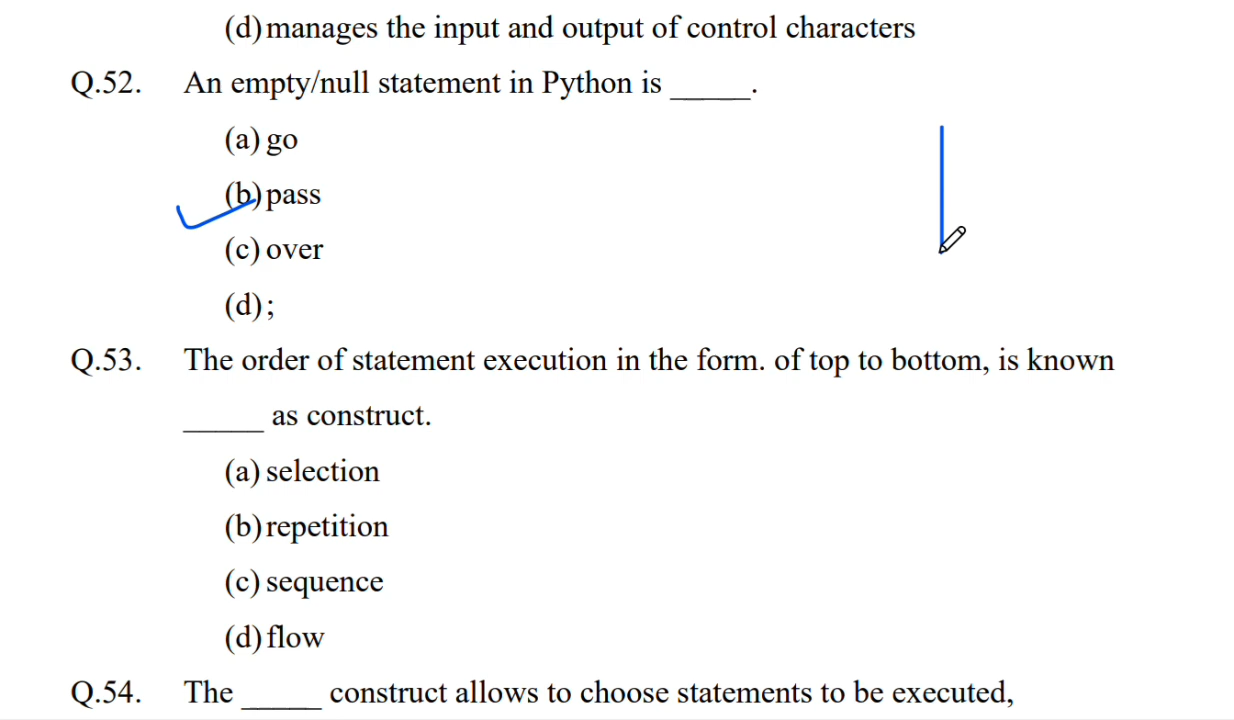 (d) manages the input and output of control characters
Q.52. An empty/null statement in Python is _____.
(a) go
(b) pass
(c) over
(d) ;
Q.53. The order of statement execution in the form. of top to bottom, is known
_____ as construct.
(a) selection
(b) repetition
(c) sequence
(d) flow
Q.54. The _____ construct allows to choose statements to be executed,